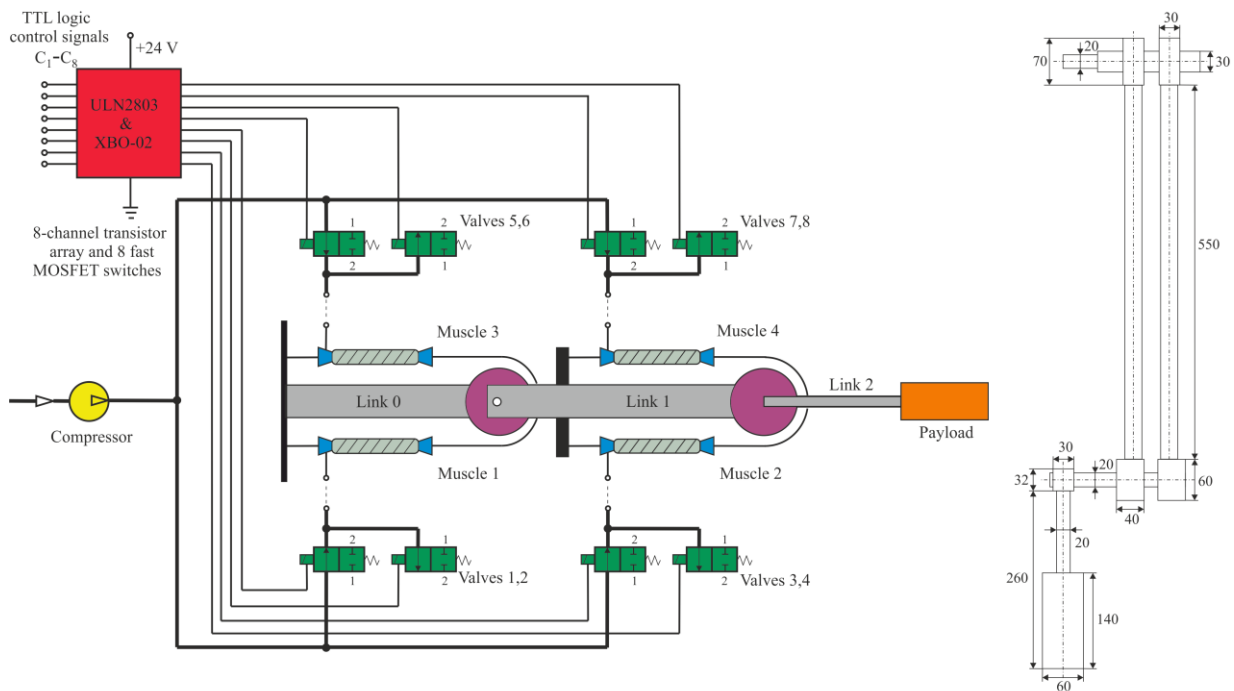 TTL logic
control signals
C₁-C₈
+24 V
ULN2803
&
XBO-02
8-channel transistor
array and 8 fast
MOSFET switches
1
2
2
1
Valves 5,6
1
2
2
1
Valves 7,8
Muscle 3
Muscle 4
Link 0
Link 1
Link 2
Payload
Compressor
Muscle 1
Muscle 2
2
1
1
2
Valves 1,2
2
1
1
2
Valves 3,4
30
20
70
30
550
30
20
32
60
40
20
260
140
60